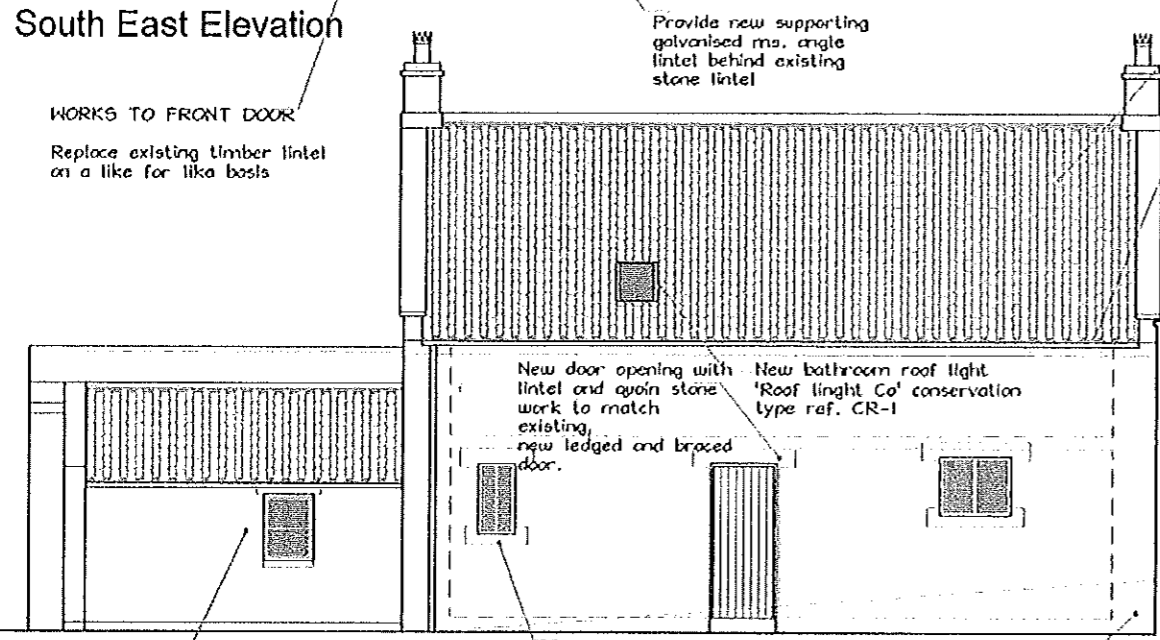 South East Elevation
Provide new supporting
galvanised ms. angle
lintel behind existing
stone lintel
WORKS TO FRONT DOOR
Replace existing timber lintel
on a like for lika basis
New door opening with
lintel and quoin stone
work to match
existing,
new ledged and braced
door.
New bathroom roof light
'Roof linght Co' conservation
type ref. CR-1